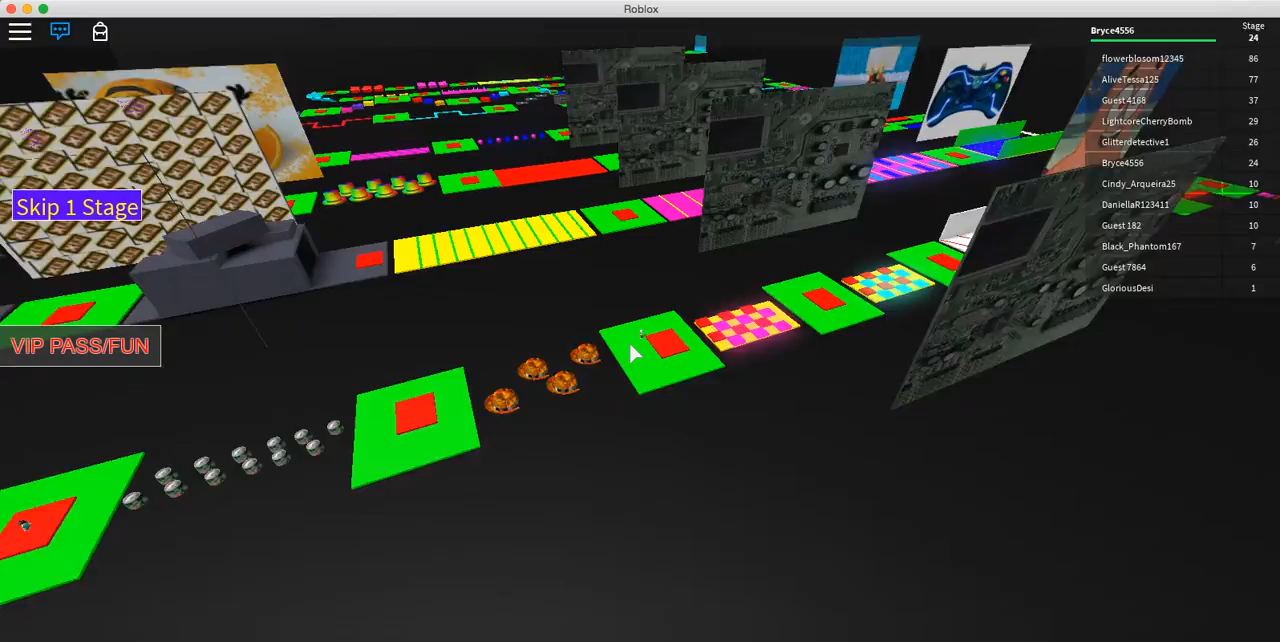 Roblox
Bryce4556
Stage
24
flowerblossom12345 86
AliveTessa125 77
Guest 4168 37
LightcoreCherryBomb 29
Glitterdetective1 26
Bryce4556 24
Cindy_Arqueira25 10
DaniellaR123411 10
Guest 182 10
Black_Phantom167 7
Guest 7864 6
GloriousDesi 1
Skip 1 Stage
VIP PASS/FUN